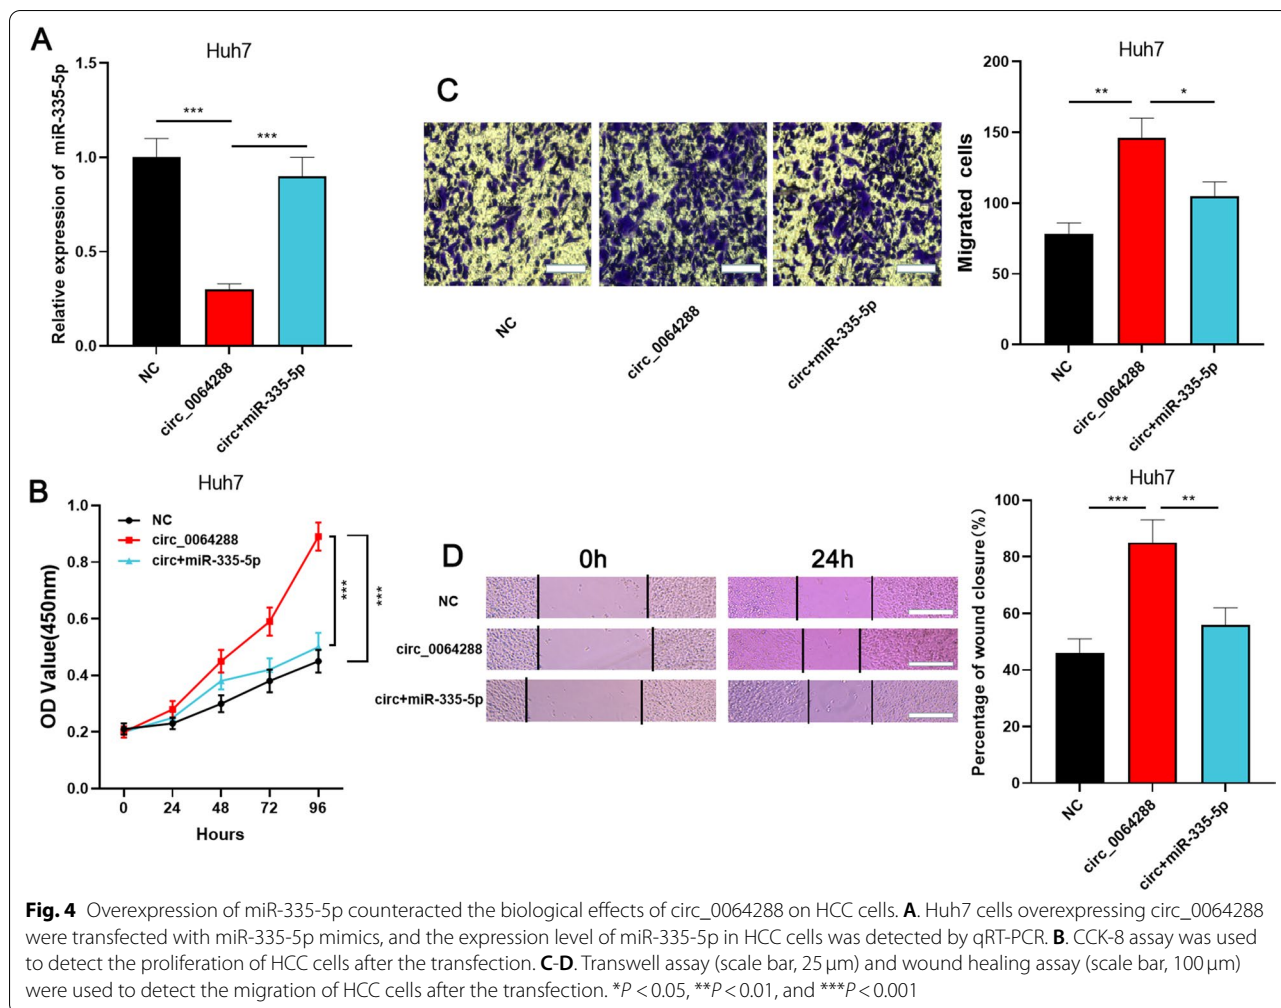 A
Huh7
Relative expression of miR-335-5p
1.5
1.0
0.5
0.0
***
***
NC
circ_0064288
circ+miR-335-5p
C
NC
circ_0064288
circ+miR-335-5p
Huh7
Migrated cells
200
150
100
50
0
**
*
NC
circ_0064288
circ+miR-335-5p
B
Huh7
OD Value(450nm)
1.0
0.8
0.6
0.4
0.2
0.0
NC
circ_0064288
circ+miR-335-5p
***
***
0 24 48 72 96
Hours
D
0h 24h
NC
circ_0064288
circ+miR-335-5p
Huh7
Percentage of wound closure(%)
100
80
60
40
20
0
***
**
NC
circ_0064288
circ+miR-335-5p
Fig. 4 Overexpression of miR-335-5p counteracted the biological effects of circ_0064288 on HCC cells. A. Huh7 cells overexpressing circ_0064288
were transfected with miR-335-5p mimics, and the expression level of miR-335-5p in HCC cells was detected by qRT-PCR. B. CCK-8 assay was used
to detect the proliferation of HCC cells after the transfection. C-D. Transwell assay (scale bar, 25 μm) and wound healing assay (scale bar, 100 μm)
were used to detect the migration of HCC cells after the transfection. *P < 0.05, **P < 0.01, and ***P < 0.001